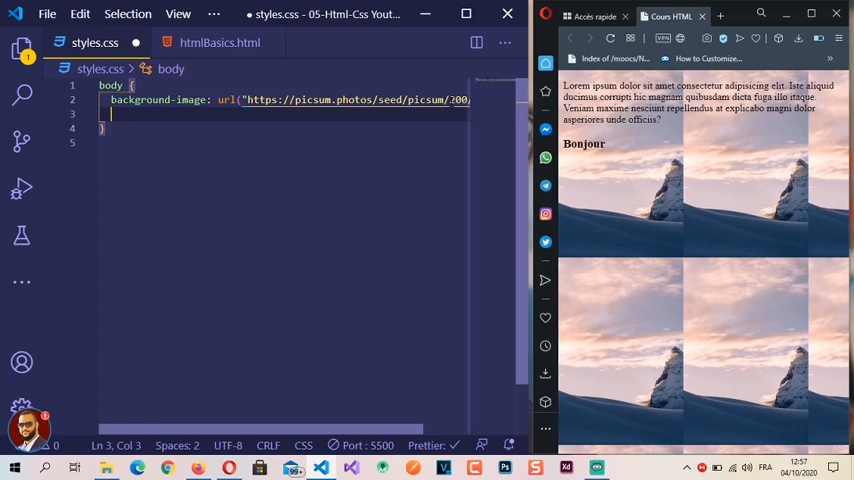 File Edit Selection View ... ● styles.css - 05-Html-Css Yout...
styles.css ● htmlBasics.html
styles.css > body
1 body {
2 background-image: url("https://picsum.photos/seed/picsum/200/
3
4 }
5
1
0 Ln 3, Col 3 Spaces: 2 UTF-8 CRLF CSS Port : 5500 Prettier: ✓
Accès rapide Cours HTML
VPN
Index of /moocs/N... How to Customize... »
Lorem ipsum dolor sit amet consectetur adipisicing elit. Iste aliquid
ducimus corrupti hic magnam quibusdam dicta fuga illo itaque.
Veniam maxime nesciunt repellendus at explicabo magni dolor
asperiores unde officiis?
Bonjour
99+ Ps Xd FRA 12:57
04/10/2020